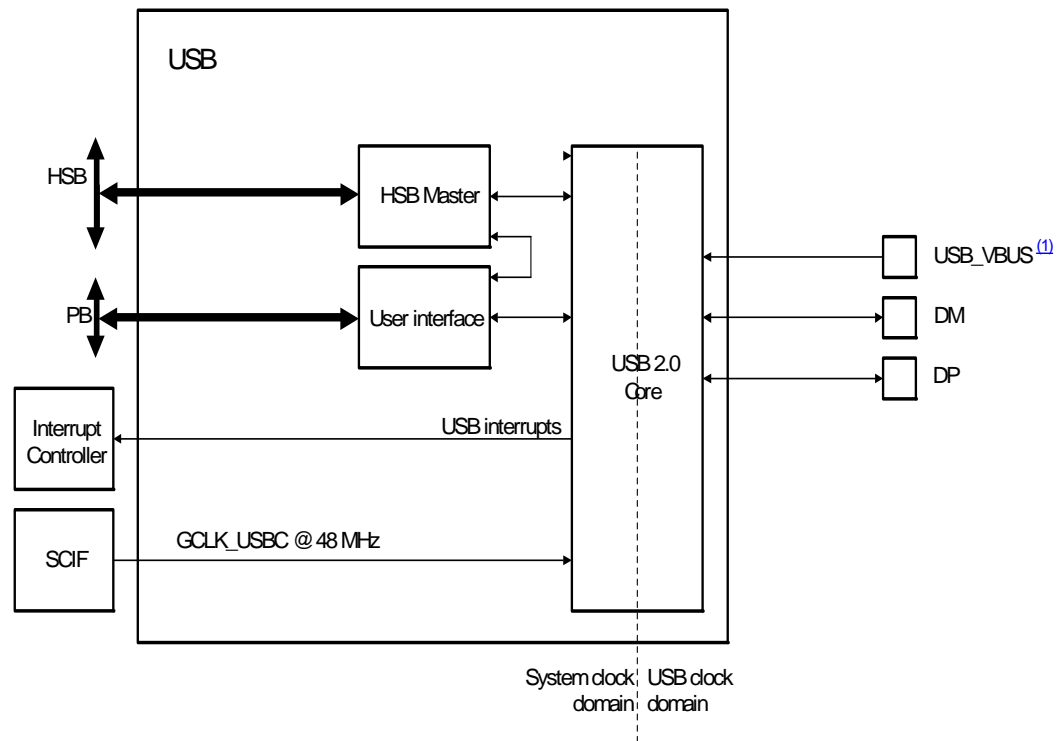 USB
HSB
HSB Master
USB_VBUS (1)
PB
User interface
DM
USB 2.0
Core
DP
Interrupt
Controller
USB interrupts
SCIF
GCLK_USBC @ 48 MHz
System clock
domain
USB clock
domain